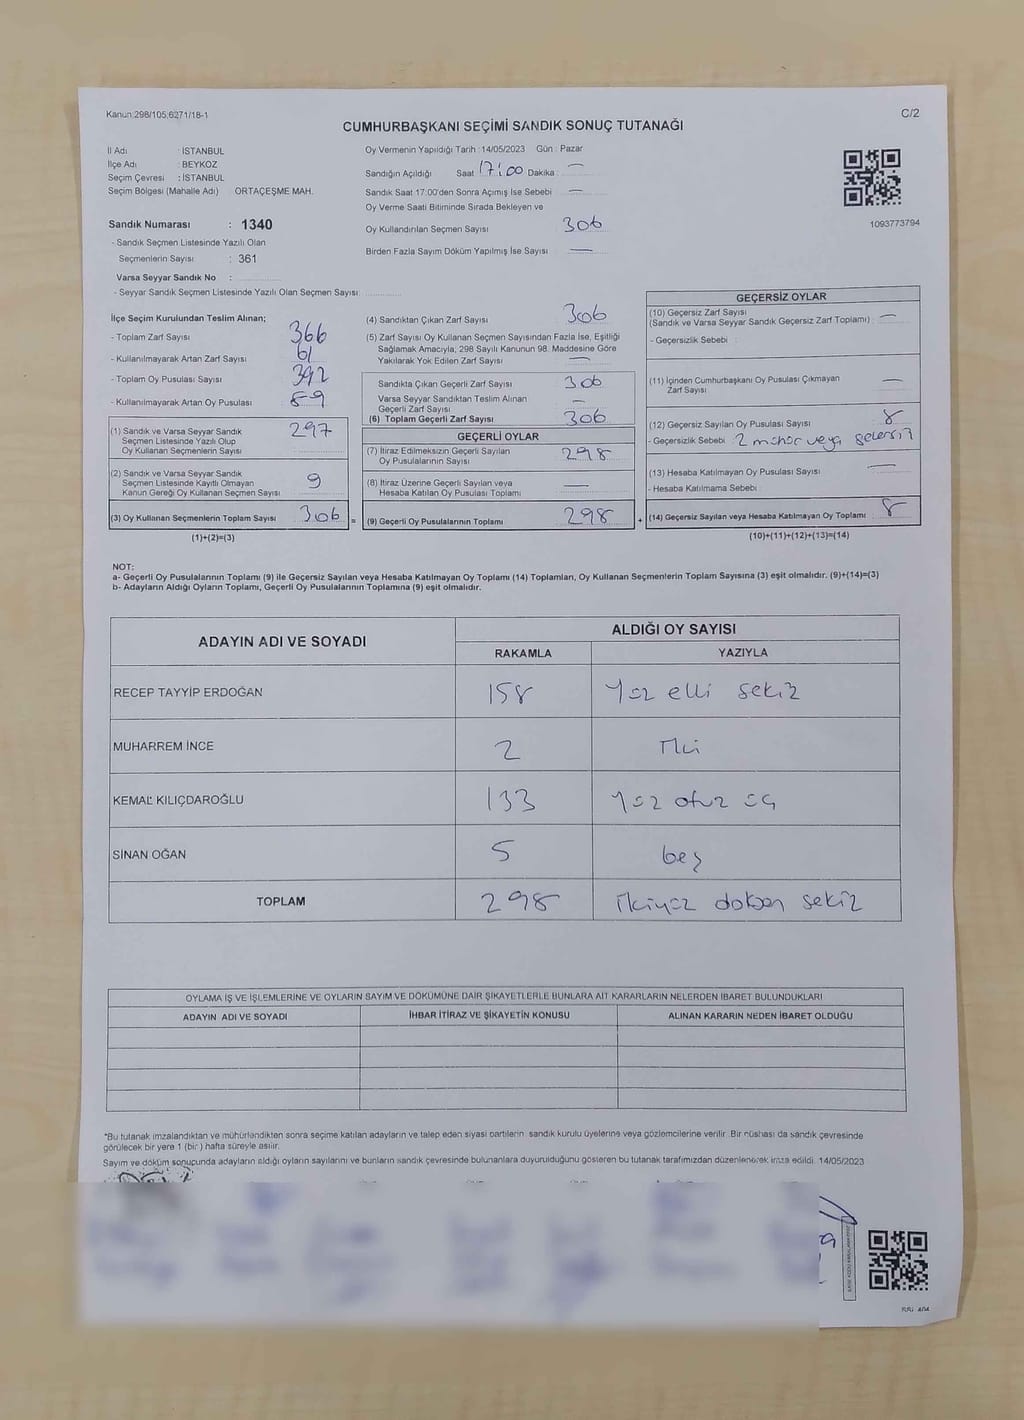 Kanun:298/105,6271/18-1
C/2
CUMHURBAŞKANI SEÇİMİ SANDIK SONUÇ TUTANAĞI
İl Adı : İSTANBUL
İlçe Adı : BEYKOZ
Seçim Çevresi : İSTANBUL
Seçim Bölgesi (Mahalle Adı) : ORTAÇEŞME MAH.
Sandık Numarası : 1340
- Sandık Seçmen Listesinde Yazılı Olan
Seçmenlerin Sayısı : 361
Varsa Seyyar Sandık No :
- Seyyar Sandık Seçmen Listesinde Yazılı Olan Seçmen Sayısı :
Oy Vermenin Yapıldığı Tarih : 14/05/2023 Gün : Pazar
Sandığın Açıldığı Saat 17:00 Dakika : —
Sandık Saat 17:00'den Sonra Açımış İse Sebebi : —
Oy Verme Saati Bitiminde Sırada Bekleyen ve
Oy Kullandırılan Seçmen Sayısı : 306
Birden Fazla Sayım Döküm Yapılmış İse Sayısı : —
1093773794
İlçe Seçim Kurulundan Teslim Alınan;
- Toplam Zarf Sayısı : 366
- Kullanılmayarak Artan Zarf Sayısı : 61
- Toplam Oy Pusulası Sayısı : 392
- Kullanılmayarak Artan Oy Pusulası : 89
(1) Sandık ve Varsa Seyyar Sandık 297
Seçmen Listesinde Yazılı Olup
Oy Kullanan Seçmenlerin Sayısı
(2) Sandık ve Varsa Seyyar Sandık
Seçmen Listesinde Kayıtlı Olmayan 9
Kanun Gereği Oy Kullanan Seçmen Sayısı
(3) Oy Kullanan Seçmenlerin Toplam Sayısı 306 =
(1)+(2)=(3)
(4) Sandıktan Çıkan Zarf Sayısı : 306
(5) Zarf Sayısı Oy Kullanan Seçmen Sayısından Fazla İse, Eşitliği
Sağlamak Amacıyla; 298 Sayılı Kanunun 98. Maddesine Göre
Yakılarak Yok Edilen Zarf Sayısı : —
Sandıkta Çıkan Geçerli Zarf Sayısı : 306
Varsa Seyyar Sandıktan Teslim Alınan —
Geçerli Zarf Sayısı :
(6) Toplam Geçerli Zarf Sayısı : 306
GEÇERLİ OYLAR
(7) İtiraz Edilmeksizin Geçerli Sayılan 298
Oy Pusulalarının Sayısı :
(8) İtiraz Üzerine Geçerli Sayılan veya —
Hesaba Katılan Oy Pusulası Toplamı :
(9) Geçerli Oy Pusulalarının Toplamı : 298 +
GEÇERSİZ OYLAR
(10) Geçersiz Zarf Sayısı
(Sandık ve Varsa Seyyar Sandık Geçersiz Zarf Toplamı) : —
- Geçersizlik Sebebi :
(11) İçinden Cumhurbaşkanı Oy Pusulası Çıkmayan —
Zarf Sayısı :
(12) Geçersiz Sayılan Oy Pusulası Sayısı : 8
- Geçersizlik Sebebi : 2 mühür veya
(13) Hesaba Katılmayan Oy Pusulası Sayısı : —
- Hesaba Katılmama Sebebi :
(14) Geçersiz Sayılan veya Hesaba Katılmayan Oy Toplamı : 8
(10)+(11)+(12)+(13)=(14)
NOT:
a- Geçerli Oy Pusulalarının Toplamı (9) ile Geçersiz Sayılan veya Hesaba Katılmayan Oy Toplamı (14) Toplamları, Oy Kullanan Seçmenlerin Toplam Sayısına (3) eşit olmalıdır. (9)+(14)=(3)
b- Adayların Aldığı Oyların Toplamı, Geçerli Oy Pusulalarının Toplamına (9) eşit olmalıdır.
ADAYIN ADI VE SOYADI
ALDIĞI OY SAYISI
RAKAMLA YAZIYLA
RECEP TAYYİP ERDOĞAN 158 Yüz elli sekiz
MUHARREM İNCE 2 İki
KEMAL KILIÇDAROĞLU 133 Yüz otuz üç
SİNAN OĞAN 5 beş
TOPLAM 298 İkiyüz doksan sekiz
OYLAMA İŞ VE İŞLEMLERİNE VE OYLARIN SAYIM VE DÖKÜMÜNE DAİR ŞİKAYETLERLE BUNLARA AİT KARARLARIN NELERDEN İBARET BULUNDUKLARI
ADAYIN ADI VE SOYADI İHBAR İTİRAZ VE ŞİKAYETİN KONUSU ALINAN KARARIN NEDEN İBARET OLDUĞU
*Bu tutanak imzalandıktan ve mühürlendikten sonra seçime katılan adayların ve talep eden siyasi partilerin sandık kurulu üyelerine veya gözlemcilerine verilir. Bir nüshası da sandık çevresinde
görülecek bir yere 1 (bir) hafta süreyle asılır.
Sayım ve döküm sonucunda adayların aldığı oyların sayılarını ve bunların sandık çevresinde bulunanlara duyurulduğunu gösteren bu tutanak tarafımızdan düzenlenerek imza edildi. 14/05/2023